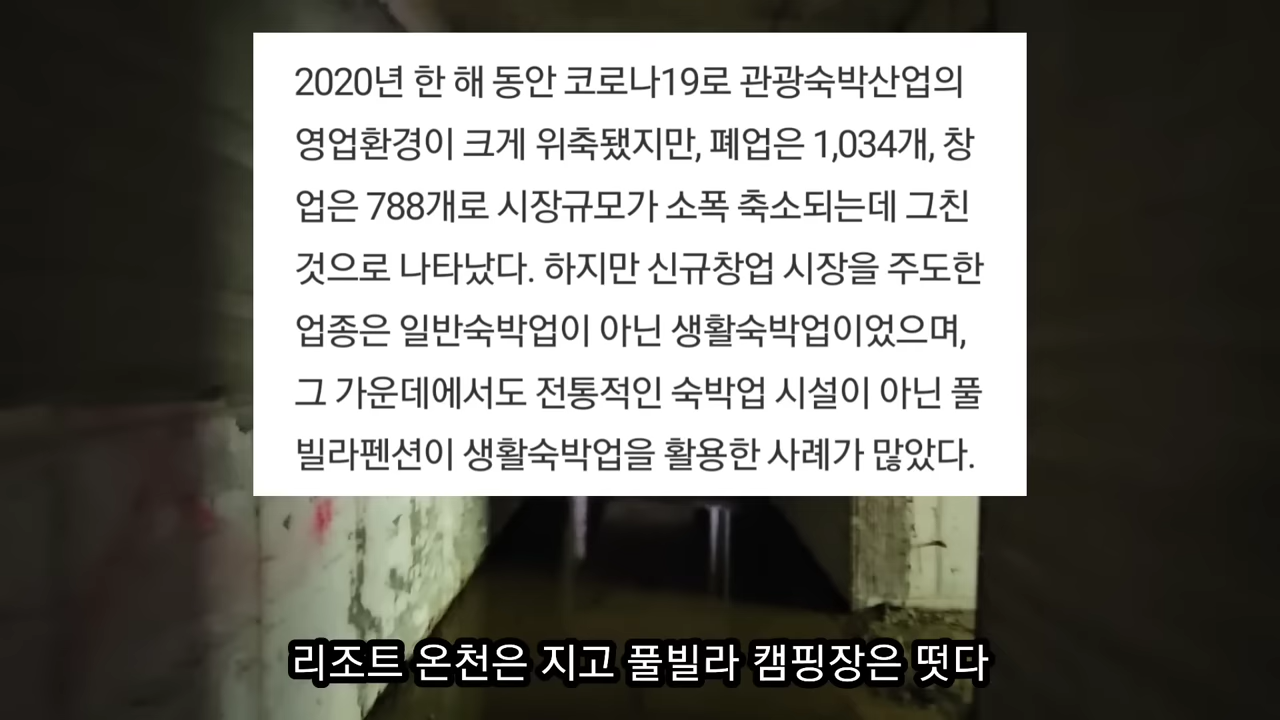 2020년 한 해 동안 코로나19로 관광숙박산업의
영업환경이 크게 위축됐지만, 폐업은 1,034개, 창
업은 788개로 시장규모가 소폭 축소되는데 그친
것으로 나타났다. 하지만 신규창업 시장을 주도한
업종은 일반숙박업이 아닌 생활숙박업이었으며,
그 가운데에서도 전통적인 숙박업 시설이 아닌 풀
빌라펜션이 생활숙박업을 활용한 사례가 많았다.
리조트 온천은 지고 풀빌라 캠핑장은 떳다